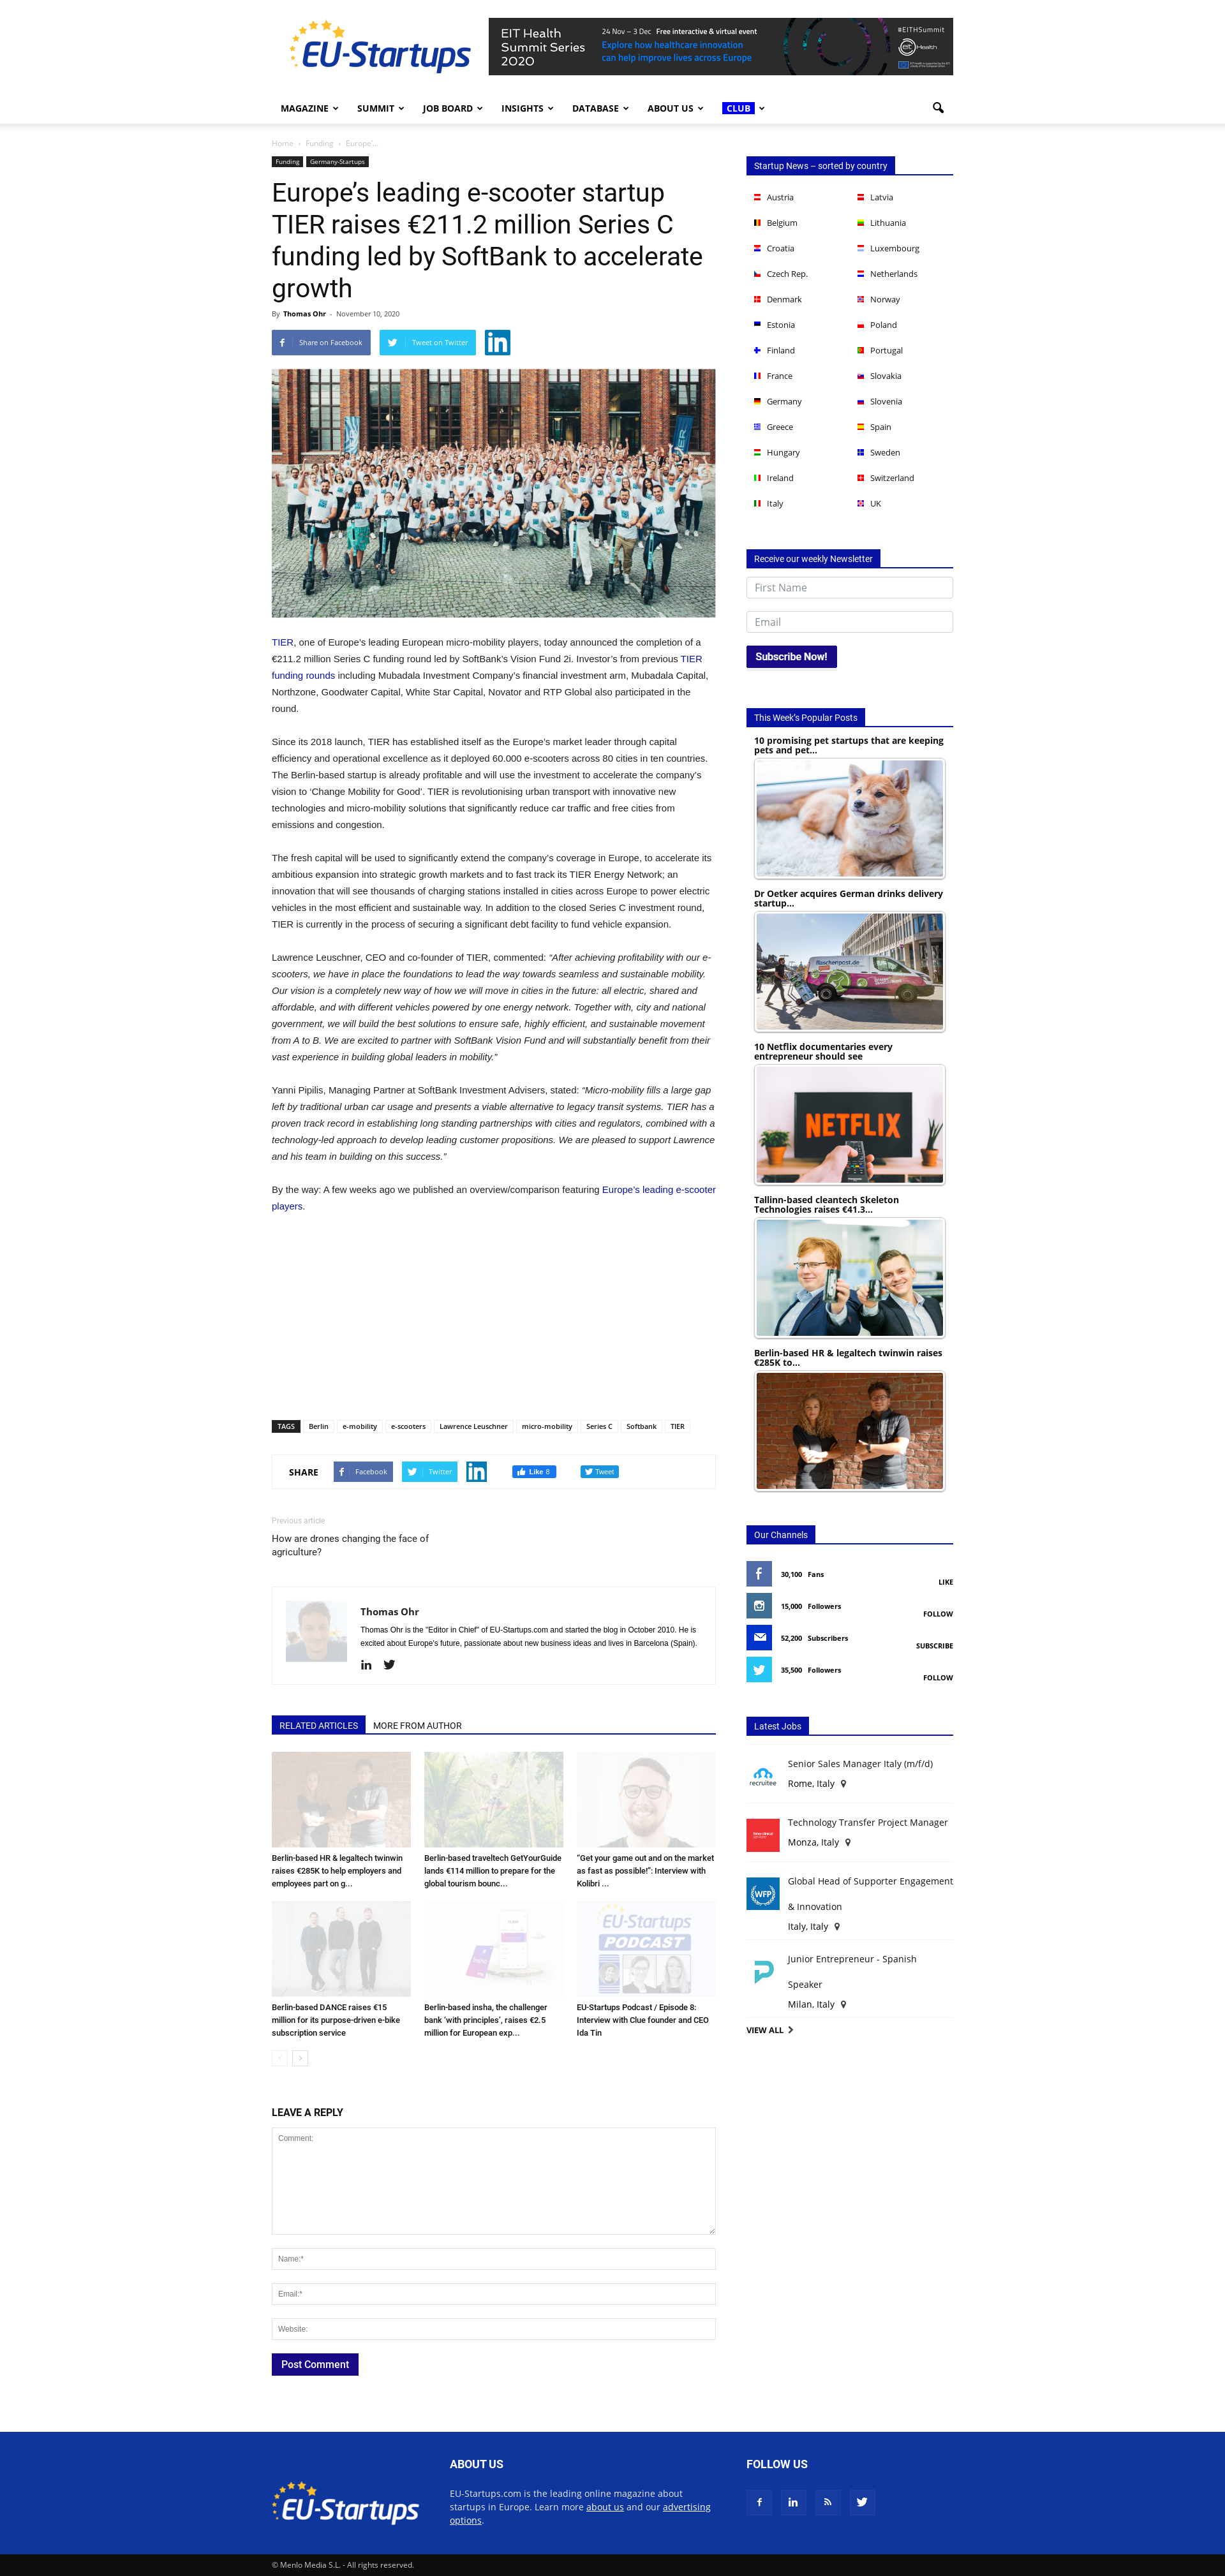 EU-Startups
EIT Health
Summit Series
2020
24 Nov – 3 Dec Free interactive & virtual event
Explore how healthcare innovation
can help improve lives across Europe
#EITHSummit
MAGAZINE
SUMMIT
JOB BOARD
INSIGHTS
DATABASE
ABOUT US
CLUB
Home › Funding › Europe'...
Funding Germany-Startups
Europe’s leading e-scooter startup
TIER raises €211.2 million Series C
funding led by SoftBank to accelerate
growth
By Thomas Ohr - November 10, 2020
Share on Facebook
Tweet on Twitter
TIER, one of Europe’s leading European micro-mobility players, today announced the completion of a
€211.2 million Series C funding round led by SoftBank’s Vision Fund 2i. Investor’s from previous TIER
funding rounds including Mubadala Investment Company’s financial investment arm, Mubadala Capital,
Northzone, Goodwater Capital, White Star Capital, Novator and RTP Global also participated in the
round.
Since its 2018 launch, TIER has established itself as the Europe’s market leader through capital
efficiency and operational excellence as it deployed 60.000 e-scooters across 80 cities in ten countries.
The Berlin-based startup is already profitable and will use the investment to accelerate the company’s
vision to ‘Change Mobility for Good’. TIER is revolutionising urban transport with innovative new
technologies and micro-mobility solutions that significantly reduce car traffic and free cities from
emissions and congestion.
The fresh capital will be used to significantly extend the company’s coverage in Europe, to accelerate its
ambitious expansion into strategic growth markets and to fast track its TIER Energy Network; an
innovation that will see thousands of charging stations installed in cities across Europe to power electric
vehicles in the most efficient and sustainable way. In addition to the closed Series C investment round,
TIER is currently in the process of securing a significant debt facility to fund vehicle expansion.
Lawrence Leuschner, CEO and co-founder of TIER, commented: “After achieving profitability with our e-
scooters, we have in place the foundations to lead the way towards seamless and sustainable mobility.
Our vision is a completely new way of how we will move in cities in the future: all electric, shared and
affordable, and with different vehicles powered by one energy network. Together with, city and national
government, we will build the best solutions to ensure safe, highly efficient, and sustainable movement
from A to B. We are excited to partner with SoftBank Vision Fund and will substantially benefit from their
vast experience in building global leaders in mobility.”
Yanni Pipilis, Managing Partner at SoftBank Investment Advisers, stated: “Micro-mobility fills a large gap
left by traditional urban car usage and presents a viable alternative to legacy transit systems. TIER has a
proven track record in establishing long standing partnerships with cities and regulators, combined with a
technology-led approach to develop leading customer propositions. We are pleased to support Lawrence
and his team in building on this success.”
By the way: A few weeks ago we published an overview/comparison featuring Europe’s leading e-scooter
players.
TAGS Berlin e-mobility e-scooters Lawrence Leuschner micro-mobility Series C Softbank TIER
SHARE Facebook Twitter Like 8 Tweet
Previous article
How are drones changing the face of
agriculture?
Thomas Ohr
Thomas Ohr is the "Editor in Chief" of EU-Startups.com and started the blog in October 2010. He is
excited about Europe's future, passionate about new business ideas and lives in Barcelona (Spain).
RELATED ARTICLES MORE FROM AUTHOR
Berlin-based HR & legaltech twinwin
raises €285K to help employers and
employees part on g...
Berlin-based traveltech GetYourGuide
lands €114 million to prepare for the
global tourism bounc...
“Get your game out and on the market
as fast as possible!”: Interview with
Kolibri ...
EU-Startups
PODCAST
Berlin-based DANCE raises €15
million for its purpose-driven e-bike
subscription service
Berlin-based insha, the challenger
bank ‘with principles’, raises €2.5
million for European exp...
EU-Startups Podcast / Episode 8:
Interview with Clue founder and CEO
Ida Tin
LEAVE A REPLY
Comment:
Name:*
Email:*
Website:
Post Comment
Startup News – sorted by country
Austria
Latvia
Belgium
Lithuania
Croatia
Luxembourg
Czech Rep.
Netherlands
Denmark
Norway
Estonia
Poland
Finland
Portugal
France
Slovakia
Germany
Slovenia
Greece
Spain
Hungary
Sweden
Ireland
Switzerland
Italy
UK
Receive our weekly Newsletter
First Name
Email
Subscribe Now!
This Week's Popular Posts
10 promising pet startups that are keeping
pets and pet...
Dr Oetker acquires German drinks delivery
startup...
flaschenpost.de
10 Netflix documentaries every
entrepreneur should see
NETFLIX
Tallinn-based cleantech Skeleton
Technologies raises €41.3...
Berlin-based HR & legaltech twinwin raises
€285K to...
Our Channels
30,100 Fans
LIKE
15,000 Followers
FOLLOW
52,200 Subscribers
SUBSCRIBE
35,500 Followers
FOLLOW
Latest Jobs
recruitee
Senior Sales Manager Italy (m/f/d)
Rome, Italy
Technology Transfer Project Manager
Monza, Italy
WFP
Global Head of Supporter Engagement
& Innovation
Italy, Italy
Junior Entrepreneur - Spanish
Speaker
Milan, Italy
VIEW ALL
EU-Startups
ABOUT US
EU-Startups.com is the leading online magazine about
startups in Europe. Learn more about us and our advertising
options.
FOLLOW US
© Menlo Media S.L. - All rights reserved.